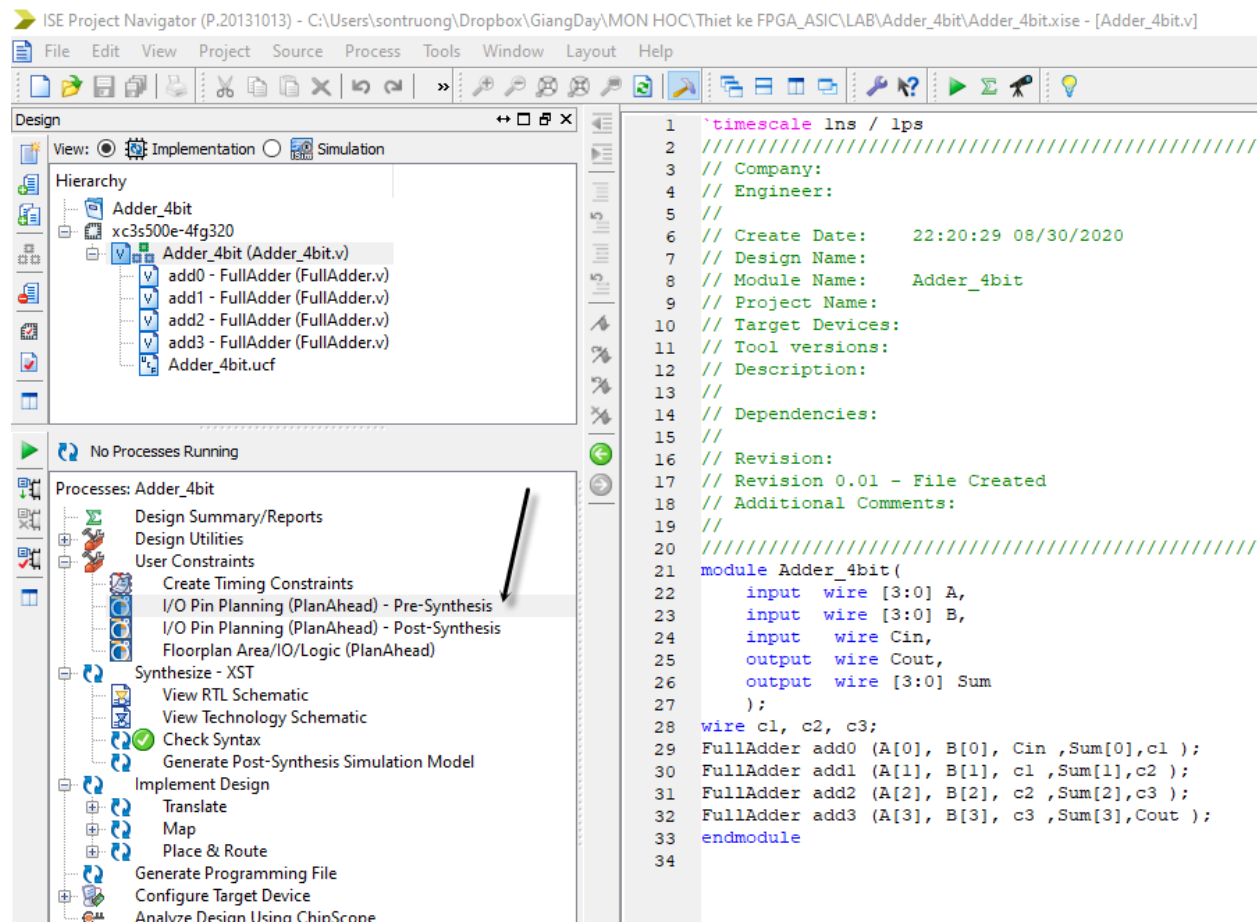 ISE Project Navigator (P.20131013) - C:\Users\sontruong\Dropbox\GiangDay\MON HOC\Thiet ke FPGA_ASIC\LAB\Adder_4bit\Adder_4bit.xise - [Adder_4bit.v]
File Edit View Project Source Process Tools Window Layout Help
Design
View: Implementation Simulation
Hierarchy
Adder_4bit
xc3s500e-4fg320
Adder_4bit (Adder_4bit.v)
add0 - FullAdder (FullAdder.v)
add1 - FullAdder (FullAdder.v)
add2 - FullAdder (FullAdder.v)
add3 - FullAdder (FullAdder.v)
Adder_4bit.ucf
No Processes Running
Processes: Adder_4bit
Design Summary/Reports
Design Utilities
User Constraints
Create Timing Constraints
I/O Pin Planning (PlanAhead) - Pre-Synthesis
I/O Pin Planning (PlanAhead) - Post-Synthesis
Floorplan Area/IO/Logic (PlanAhead)
Synthesize - XST
View RTL Schematic
View Technology Schematic
Check Syntax
Generate Post-Synthesis Simulation Model
Implement Design
Translate
Map
Place & Route
Generate Programming File
Configure Target Device
Analyze Design Using ChipScope
1 `timescale 1ns / 1ps
2 //////////////////////////////////////////////////
3 // Company:
4 // Engineer:
5 //
6 // Create Date:    22:20:29 08/30/2020
7 // Design Name:
8 // Module Name:    Adder_4bit
9 // Project Name:
10 // Target Devices:
11 // Tool versions:
12 // Description:
13 //
14 // Dependencies:
15 //
16 // Revision:
17 // Revision 0.01 - File Created
18 // Additional Comments:
19 //
20 //////////////////////////////////////////////////
21 module Adder_4bit(
22     input  wire [3:0] A,
23     input  wire [3:0] B,
24     input   wire Cin,
25     output  wire Cout,
26     output  wire [3:0] Sum
27     );
28 wire c1, c2, c3;
29 FullAdder add0 (A[0], B[0], Cin ,Sum[0],c1 );
30 FullAdder add1 (A[1], B[1], c1 ,Sum[1],c2 );
31 FullAdder add2 (A[2], B[2], c2 ,Sum[2],c3 );
32 FullAdder add3 (A[3], B[3], c3 ,Sum[3],Cout );
33 endmodule
34